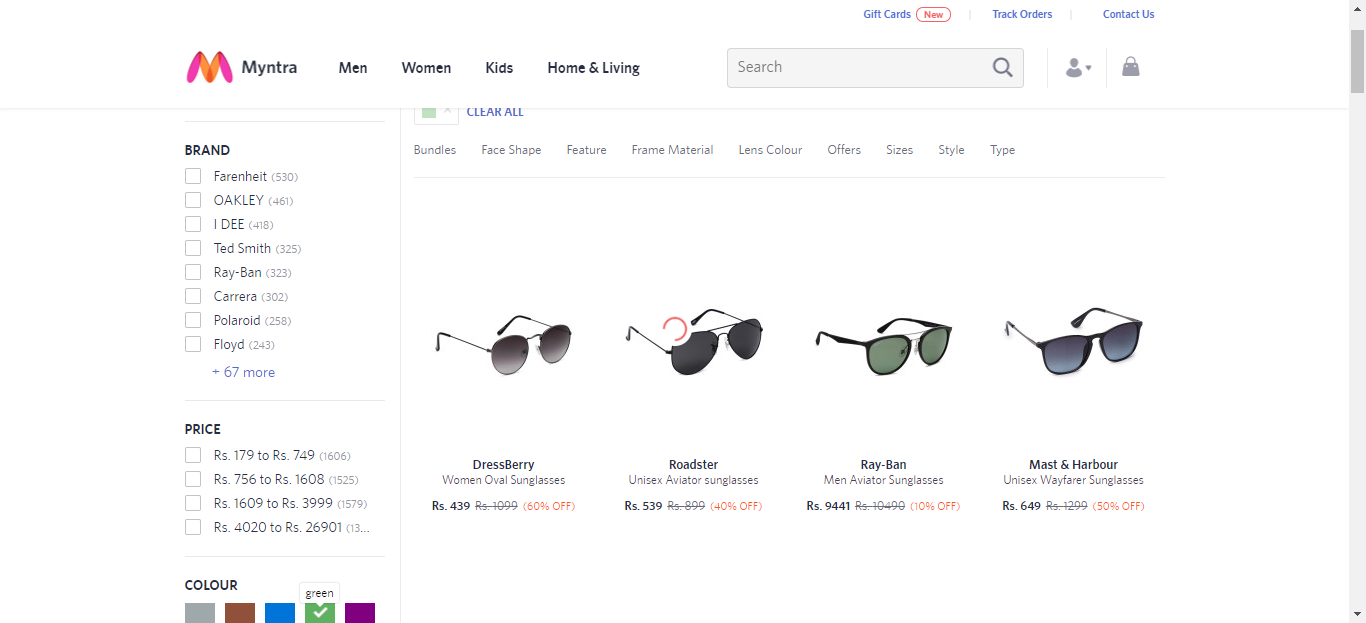 Gift Cards New Track Orders Contact Us
Myntra Men Women Kids Home & Living Search
CLEAR ALL
BRAND
Farenheit (530)
OAKLEY (461)
I DEE (418)
Ted Smith (325)
Ray-Ban (323)
Carrera (302)
Polaroid (258)
Floyd (243)
+ 67 more
PRICE
Rs. 179 to Rs. 749 (1606)
Rs. 756 to Rs. 1608 (1525)
Rs. 1609 to Rs. 3999 (1579)
Rs. 4020 to Rs. 26901 (13...
COLOUR
green
Bundles Face Shape Feature Frame Material Lens Colour Offers Sizes Style Type
DressBerry
Women Oval Sunglasses
Rs. 439 Rs. 1099 (60% OFF)
Roadster
Unisex Aviator sunglasses
Rs. 539 Rs. 899 (40% OFF)
Ray-Ban
Men Aviator Sunglasses
Rs. 9441 Rs. 10490 (10% OFF)
Mast & Harbour
Unisex Wayfarer Sunglasses
Rs. 649 Rs. 1299 (50% OFF)